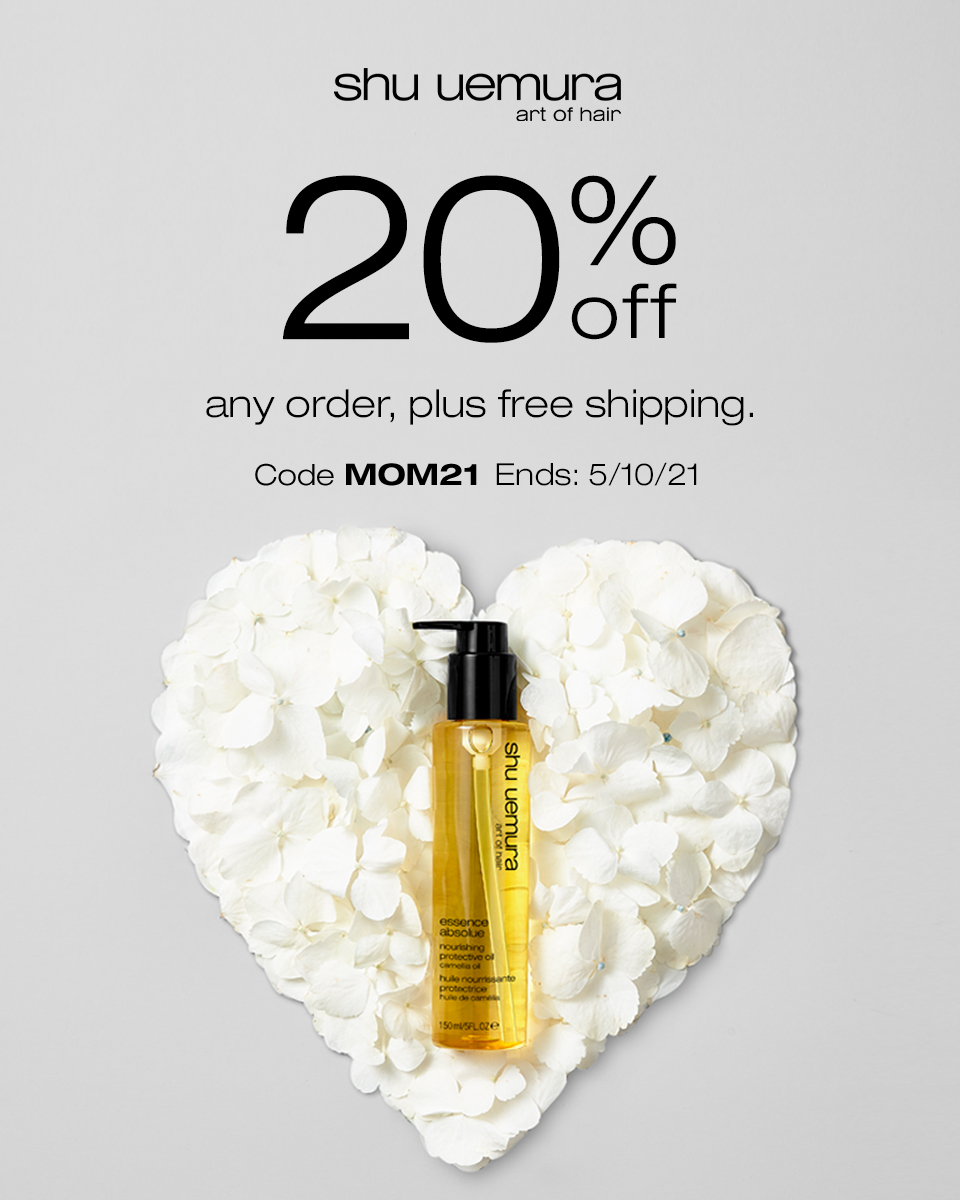 shu uemura
art of hair
20%
off
any order, plus free shipping.
Code MOM21 Ends: 5/10/21
shu uemura
art of hair
essence
absolue
nourishing
protective oil
camellia oil
huile nourrissante
protectrice
huile de camélia
150 ml/5FL.OZ e